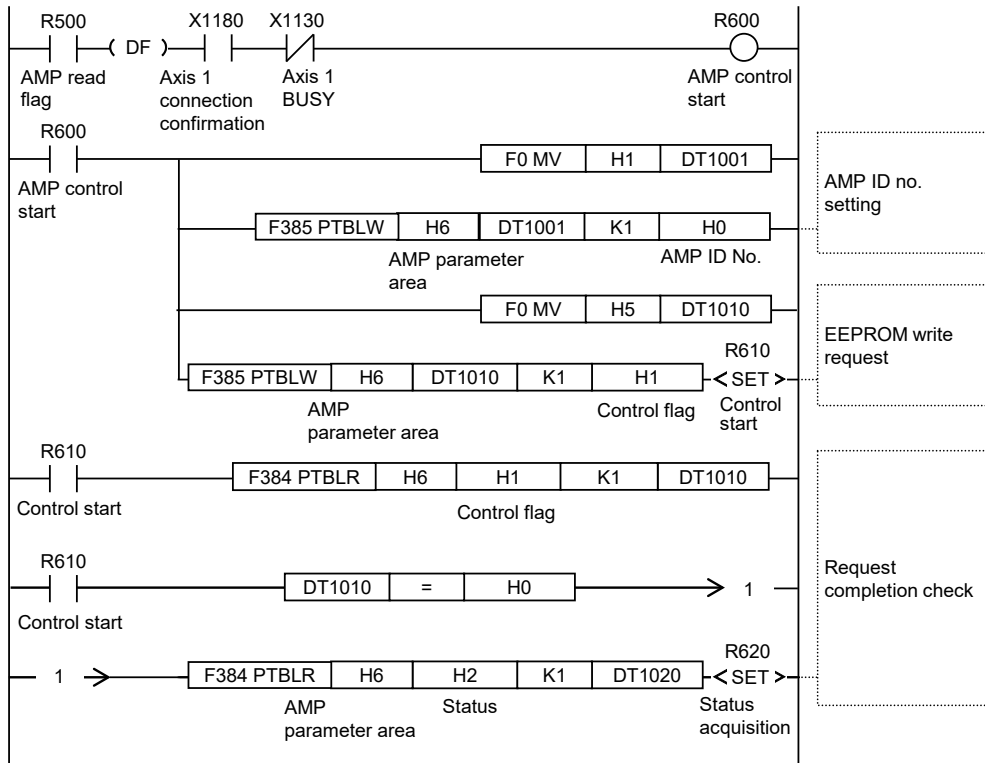 R500 X1180 X1130 R600
( DF )
AMP read flag
Axis 1 connection confirmation
Axis 1 BUSY
AMP control start
R600
F0 MV H1 DT1001
AMP control start
AMP ID no. setting
F385 PTBLW H6 DT1001 K1 H0
AMP parameter area
AMP ID No.
F0 MV H5 DT1010
EEPROM write request
R610
F385 PTBLW H6 DT1010 K1 H1 < SET >
AMP parameter area
Control flag
Control start
R610
F384 PTBLR H6 H1 K1 DT1010
Control start
Control flag
R610
DT1010 = H0 1
Control start
Request completion check
R620
1 F384 PTBLR H6 H2 K1 DT1020 < SET >
AMP parameter area
Status
Status acquisition